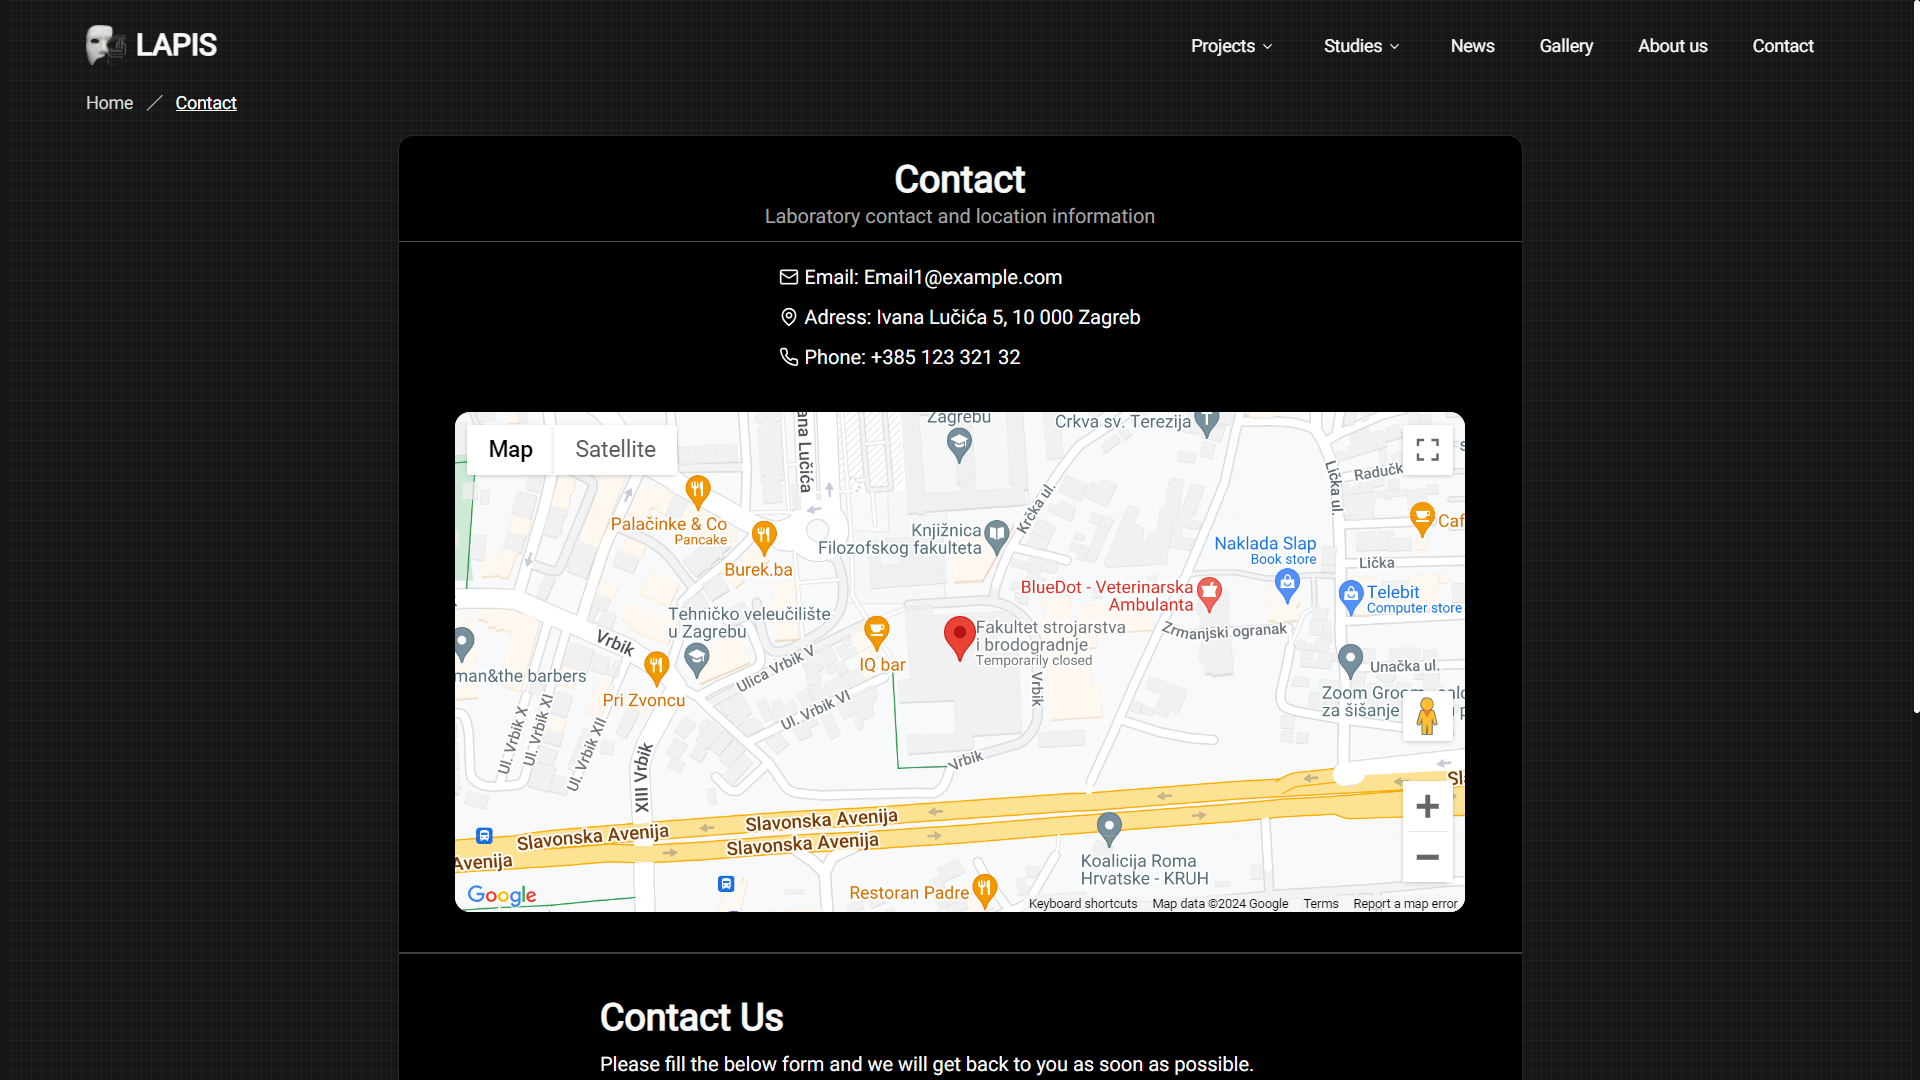 LAPIS
Projects
Studies
News
Gallery
About us
Contact
Home
Contact
Contact
Laboratory contact and location information
Email: Email1@example.com
Adress: Ivana Lučića 5, 10 000 Zagreb
Phone: +385 123 321 32
Map
Satellite
Zagrebu
Crkva sv. Terezija
ana Lučića
Lička ul.
Radučk
Palačinke & Co
Pancake
Burek.ba
Knjižnica
Filozofskog fakulteta
Krčka ul.
Caf
Naklada Slap
Book store
Lička
BlueDot - Veterinarska
Ambulanta
Telebit
Computer store
Tehničko veleučilište
u Zagrebu
Vrbik
Fakultet strojarstva
i brodogradnje
Temporarily closed
Zrmanjski ogranak
IQ bar
Ulica Vrbik V
Unačka ul.
man&the barbers
Pri Zvoncu
Ul. Vrbik VI
Vrbik
Zoom Groom
za šišanje
Ul. Vrbik X
Ul. Vrbik XI
Ul. Vrbik XII
XIII Vrbik
Vrbik
Sl
Slavonska Avenija
Slavonska Avenija
Slavonska Avenija
Avenija
Koalicija Roma
Hrvatske - KRUH
Restoran Padre
Google
Keyboard shortcuts
Map data ©2024 Google
Terms
Report a map error
Contact Us
Please fill the below form and we will get back to you as soon as possible.